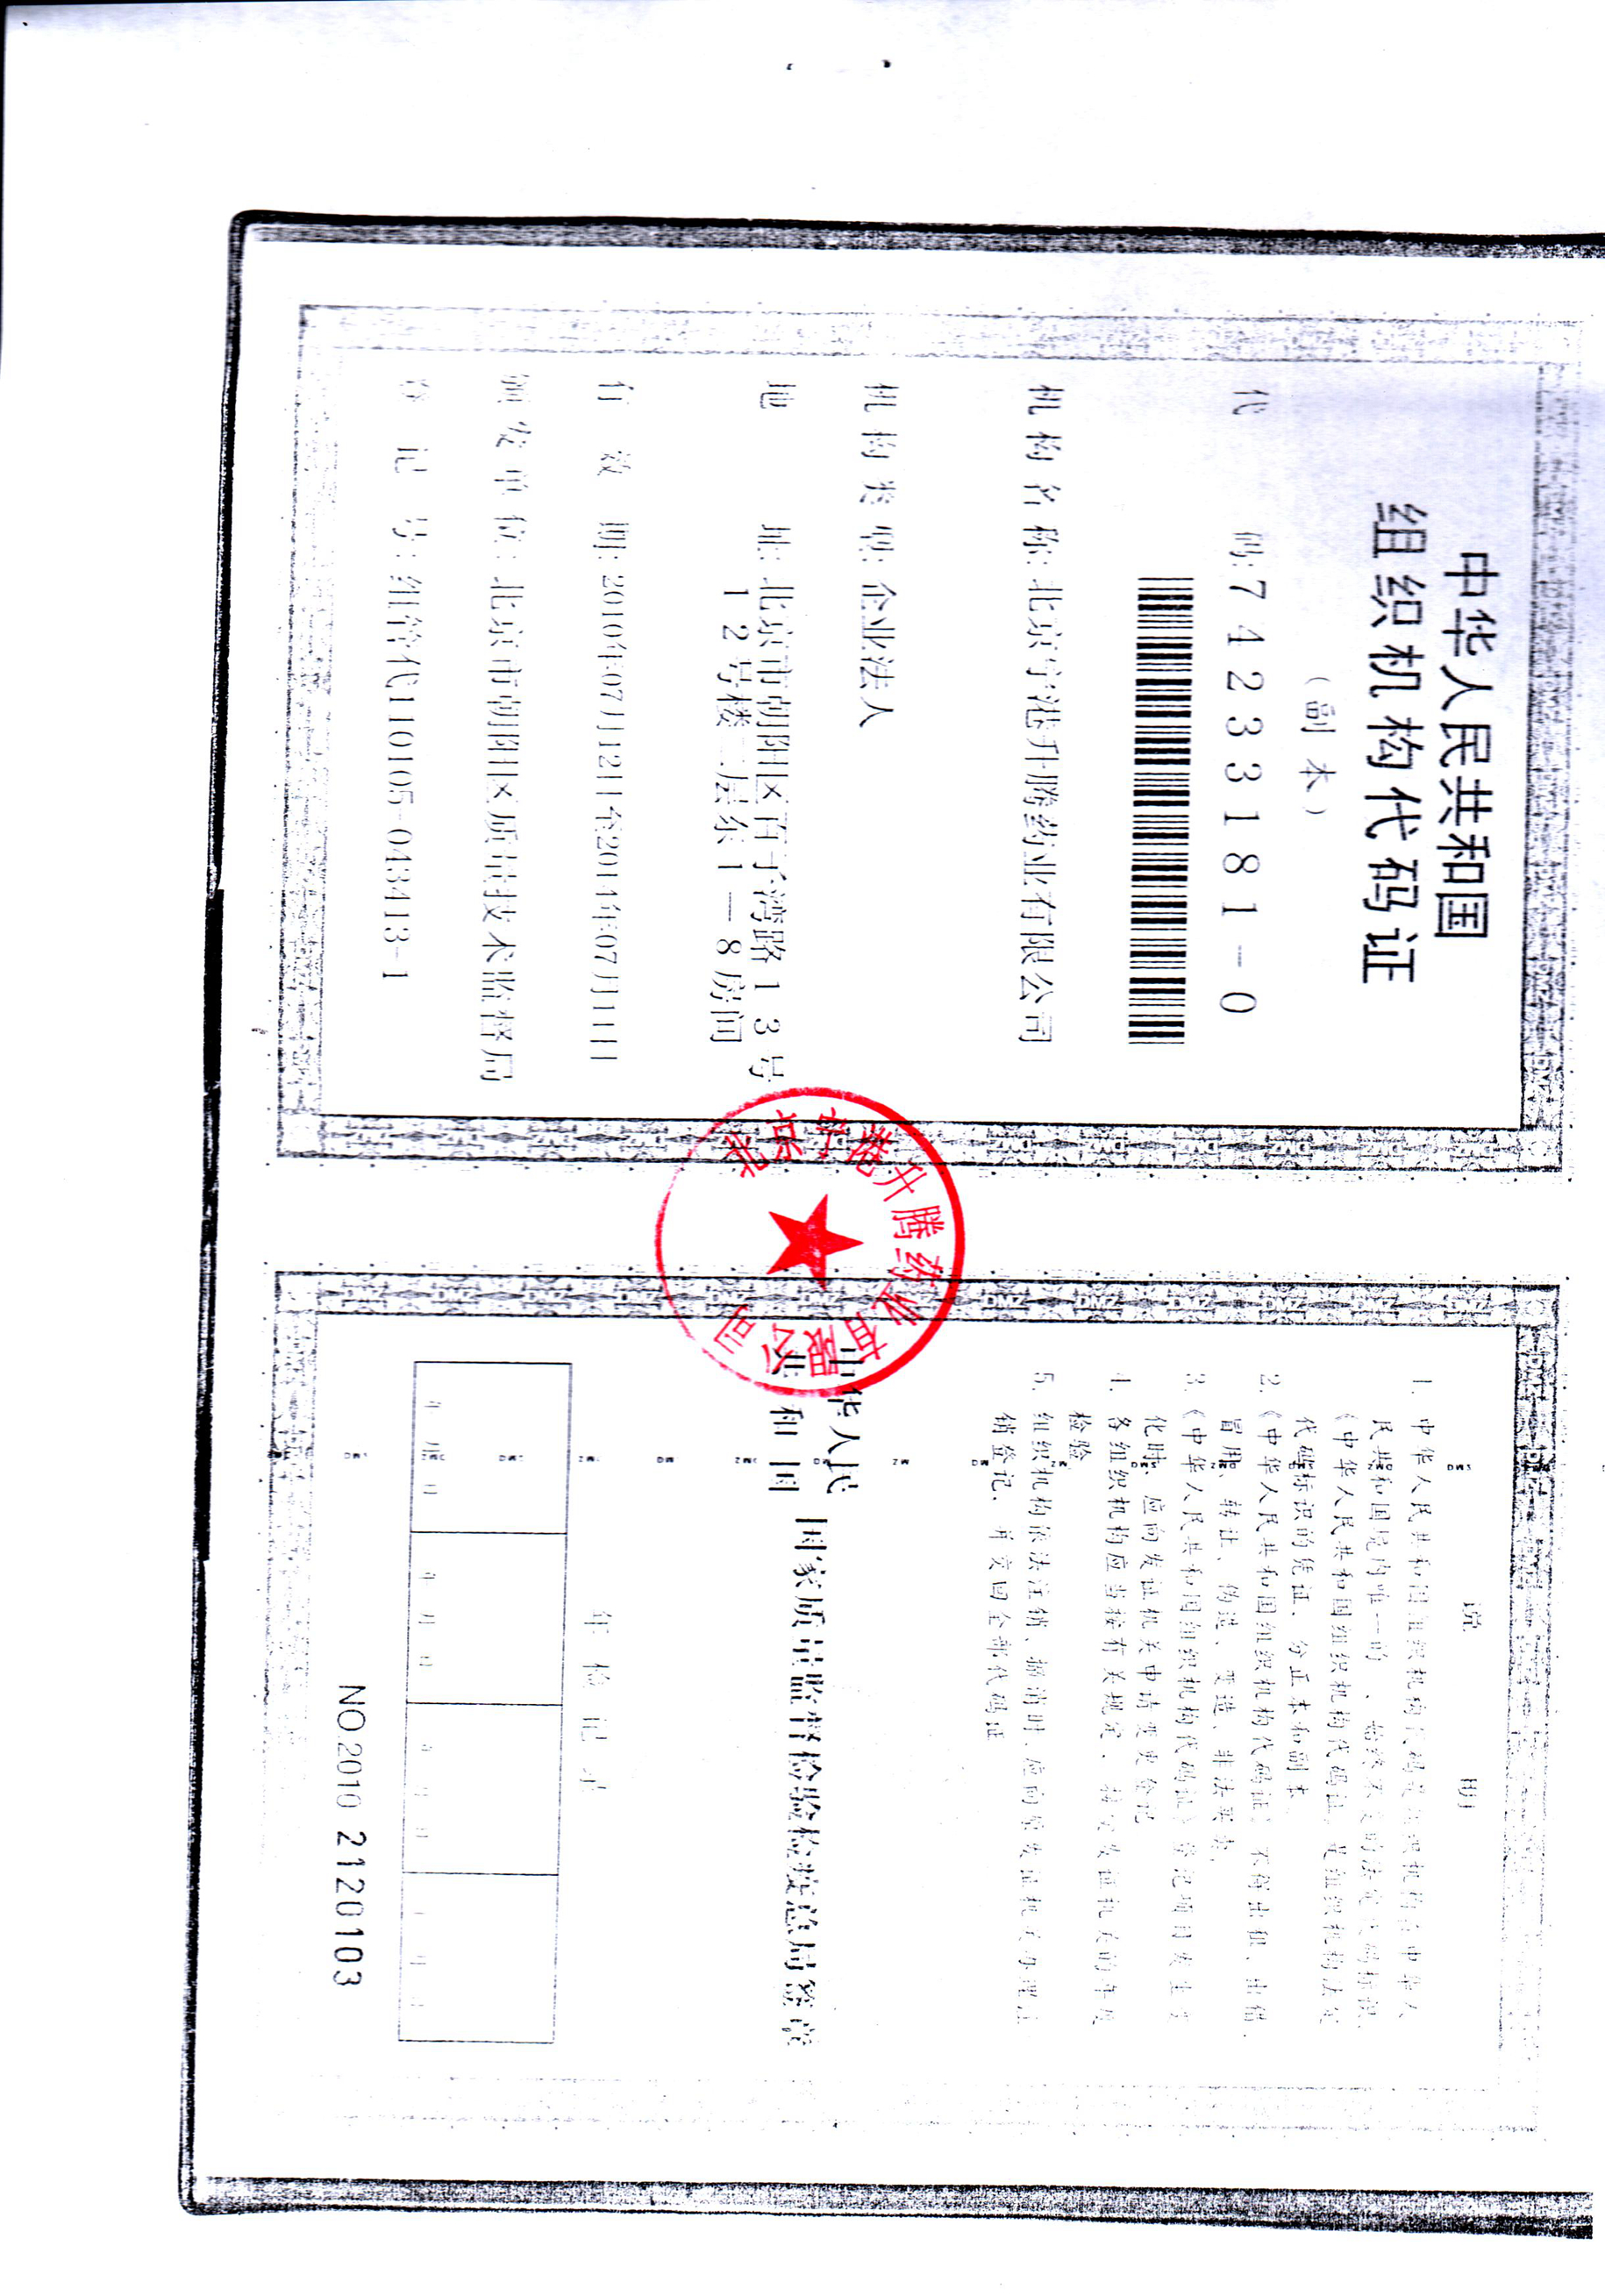 中华人民共和国
组织机构代码证
（副本）
代 码:74233181-0
机构名称:北京宁港升腾药业有限公司
机构类型:企业法人
地 址:北京市朝阳区百子湾路13号
12号楼二层东1-8房间
有 效 期:2010年07月12日至2014年07月11日
颁发单位:北京市朝阳区质量技术监督局
登 记 号:组管代110105-043413-1
北京宁港升腾药业有限公司
说 明
1. 中华人民共和国组织机构代码是组织机构在中华人
民共和国境内唯一的、始终不变的法定代码标识，
《中华人民共和国组织机构代码证》是组织机构法定
代码标识的凭证，分正本和副本
2.《中华人民共和国组织机构代码证》不得出租、出借、
冒用、转让、伪造、变造、非法买卖，
3.《中华人民共和国组织机构代码证》登记项目发生变
化时，应向发证机关申请变更登记
4. 各组织机构应当按有关规定，接受发证机关的年度
检验
5. 组织机构依法注销、撤消时，应向原发证机关办理注
销登记，并交回全部代码证
中华人民
共和国 国家质量监督检验检疫总局签章
年检记录
NO.2010 2120103